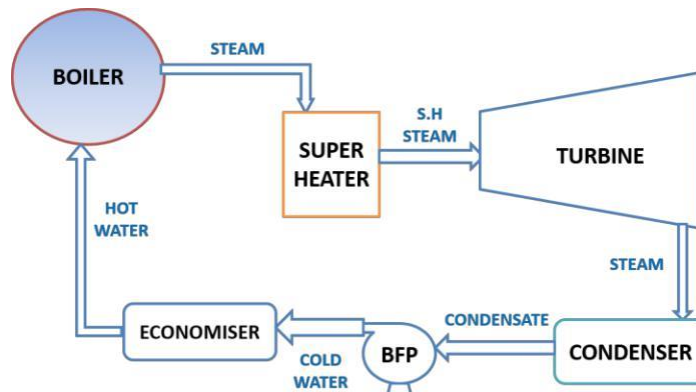 BOILER
STEAM
SUPER
HEATER
S.H
STEAM
TURBINE
STEAM
CONDENSER
CONDENSATE
BFP
COLD
WATER
ECONOMISER
HOT
WATER